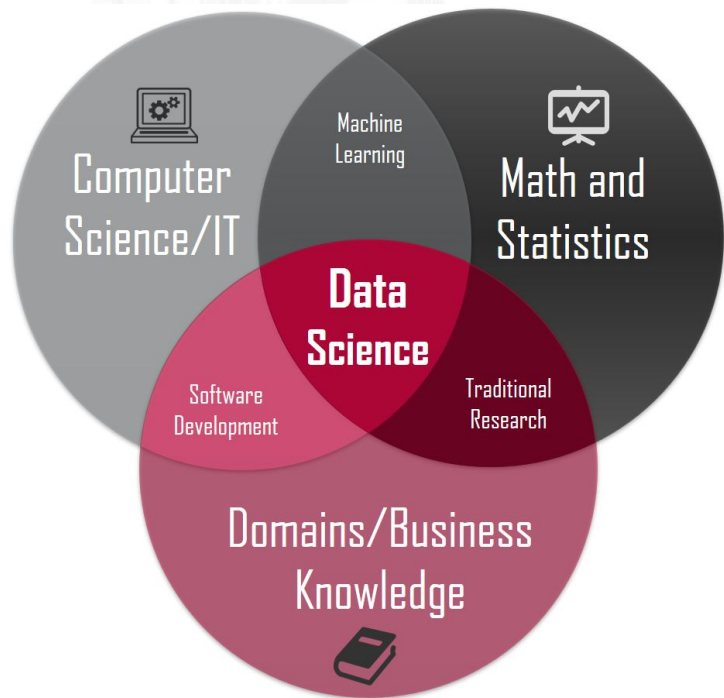 Machine
Learning
Computer
Science/IT
Math and
Statistics
Data
Science
Software
Development
Traditional
Research
Domains/Business
Knowledge